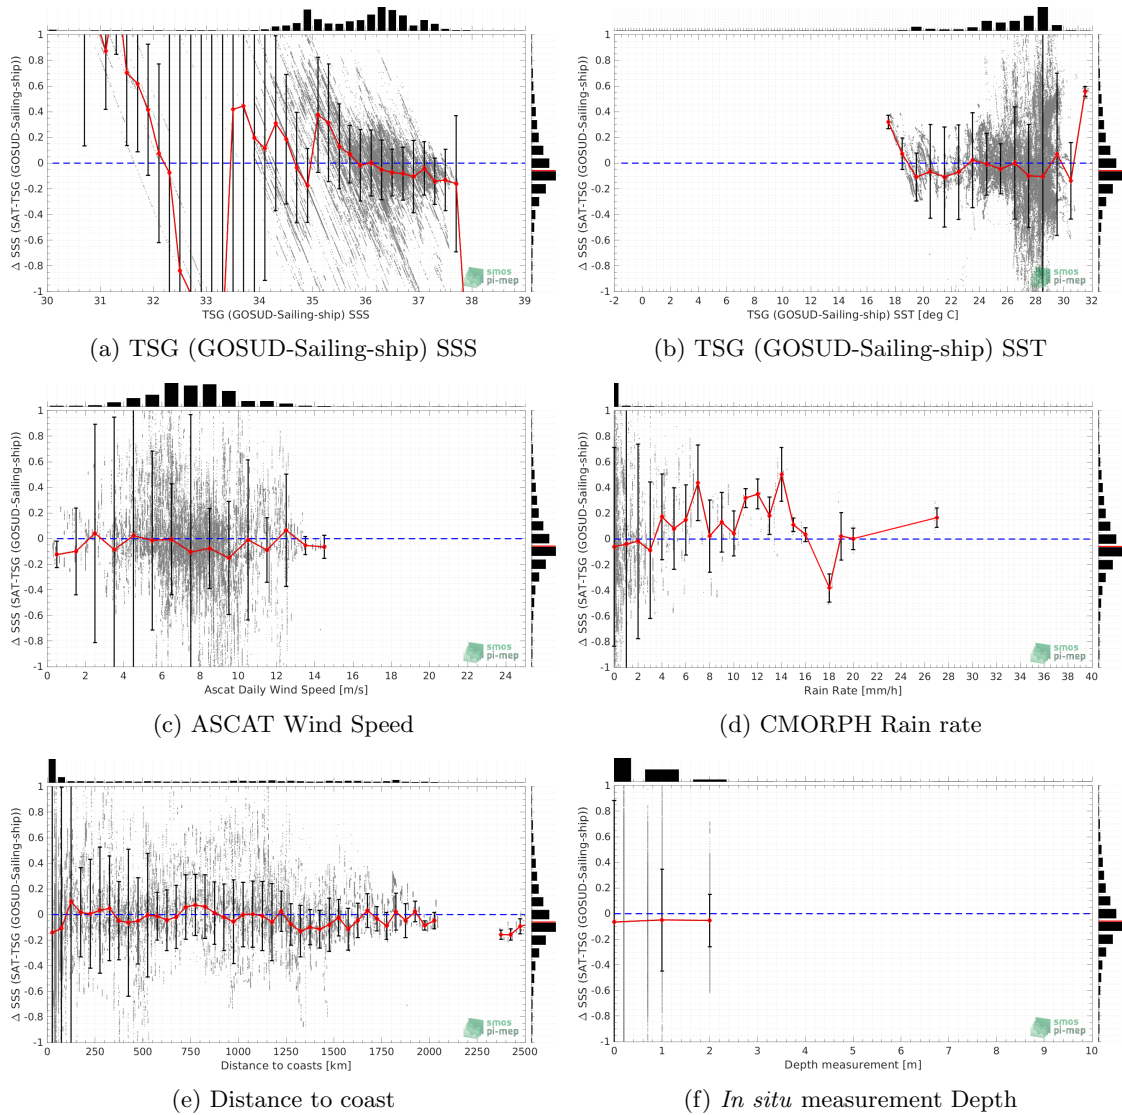 Δ SSS (SAT-TSG (GOSUD-Sailing-ship))
1
0.8
0.6
0.4
0.2
0
-0.2
-0.4
-0.6
-0.8
-1
30 31 32 33 34 35 36 37 38 39
TSG (GOSUD-Sailing-ship) SSS
smos
pi-mep
(a) TSG (GOSUD-Sailing-ship) SSS
Δ SSS (SAT-TSG (GOSUD-Sailing-ship))
1
0.8
0.6
0.4
0.2
0
-0.2
-0.4
-0.6
-0.8
-1
-2 0 2 4 6 8 10 12 14 16 18 20 22 24 26 28 30 32
TSG (GOSUD-Sailing-ship) SST [deg C]
smos
pi-mep
(b) TSG (GOSUD-Sailing-ship) SST
Δ SSS (SAT-TSG (GOSUD-Sailing-ship))
1
0.8
0.6
0.4
0.2
0
-0.2
-0.4
-0.6
-0.8
-1
0 2 4 6 8 10 12 14 16 18 20 22 24
Ascat Daily Wind Speed [m/s]
smos
pi-mep
(c) ASCAT Wind Speed
Δ SSS (SAT-TSG (GOSUD-Sailing-ship))
1
0.8
0.6
0.4
0.2
0
-0.2
-0.4
-0.6
-0.8
-1
0 2 4 6 8 10 12 14 16 18 20 22 24 26 28 30 32 34 36 38 40
Rain Rate [mm/h]
smos
pi-mep
(d) CMORPH Rain rate
Δ SSS (SAT-TSG (GOSUD-Sailing-ship))
1
0.8
0.6
0.4
0.2
0
-0.2
-0.4
-0.6
-0.8
-1
0 250 500 750 1000 1250 1500 1750 2000 2250 2500
Distance to coasts [km]
smos
pi-mep
(e) Distance to coast
Δ SSS (SAT-TSG (GOSUD-Sailing-ship))
1
0.8
0.6
0.4
0.2
0
-0.2
-0.4
-0.6
-0.8
-1
0 1 2 3 4 5 6 7 8 9 10
Depth measurement [m]
smos
pi-mep
(f) In situ measurement Depth